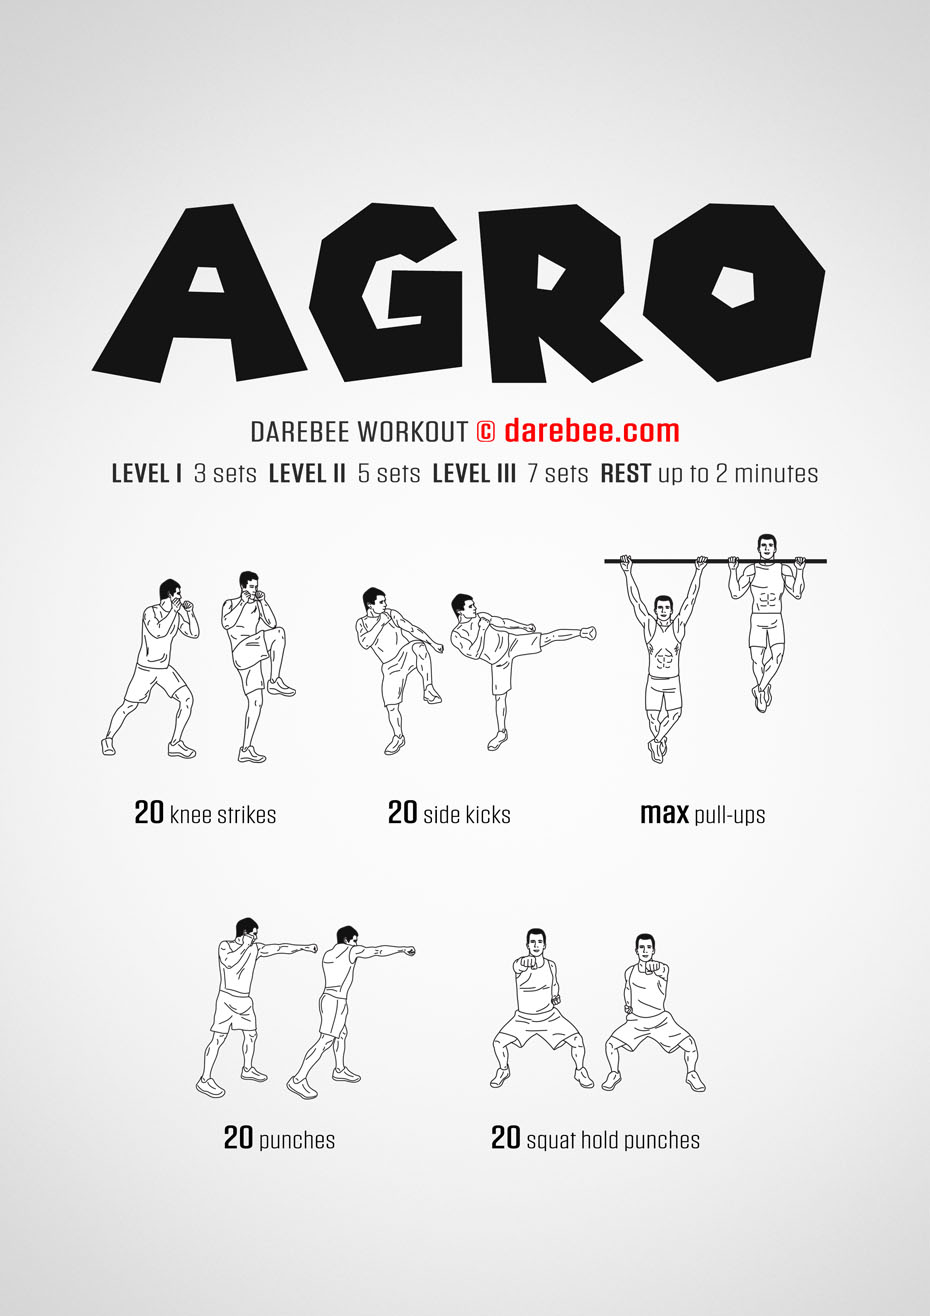 AGRO
DAREBEE WORKOUT © darebee.com
LEVEL I 3 sets LEVEL II 5 sets LEVEL III 7 sets REST up to 2 minutes
20 knee strikes
20 side kicks
max pull-ups
20 punches
20 squat hold punches